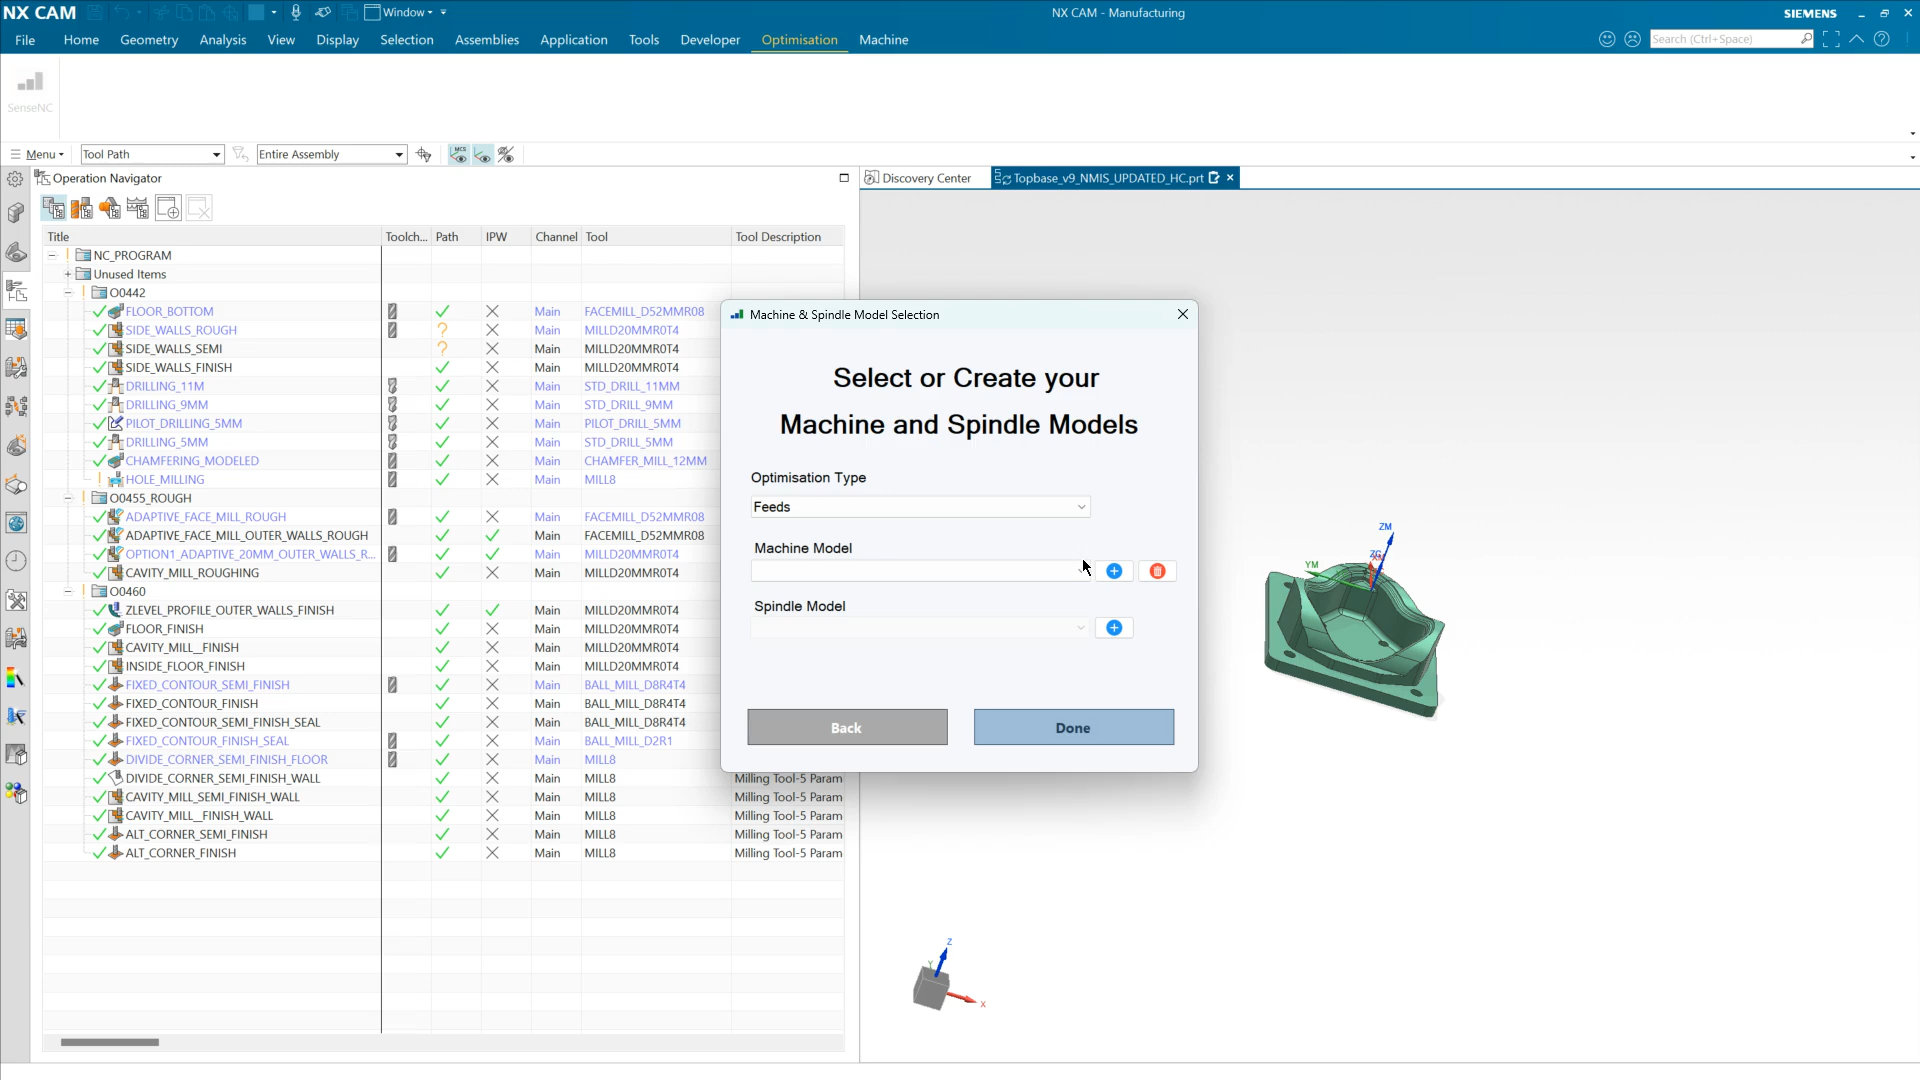 NX CAM
Window
NX CAM - Manufacturing
SIEMENS
File
Home
Geometry
Analysis
View
Display
Selection
Assemblies
Application
Tools
Developer
Optimisation
Machine
Search (Ctrl+Space)
SenseNC
Menu
Tool Path
Entire Assembly
MCS
Operation Navigator
Discovery Center
Topbase_v9_NMIS_UPDATED_HC.prt
Title Toolch... Path IPW Channel Tool Tool Description
NC_PROGRAM
Unused Items
O0442
FLOOR_BOTTOM Main FACEMILL_D52MMR08
SIDE_WALLS_ROUGH ? Main MILLD20MMR0T4
SIDE_WALLS_SEMI ? Main MILLD20MMR0T4
SIDE_WALLS_FINISH Main MILLD20MMR0T4
DRILLING_11M Main STD_DRILL_11MM
DRILLING_9MM Main STD_DRILL_9MM
PILOT_DRILLING_5MM Main PILOT_DRILL_5MM
DRILLING_5MM Main STD_DRILL_5MM
CHAMFERING_MODELED Main CHAMFER_MILL_12MM
HOLE_MILLING Main MILL8
O0455_ROUGH
ADAPTIVE_FACE_MILL_ROUGH Main FACEMILL_D52MMR08
ADAPTIVE_FACE_MILL_OUTER_WALLS_ROUGH Main FACEMILL_D52MMR08
OPTION1_ADAPTIVE_20MM_OUTER_WALLS_R... Main MILLD20MMR0T4
CAVITY_MILL_ROUGHING Main MILLD20MMR0T4
O0460
ZLEVEL_PROFILE_OUTER_WALLS_FINISH Main MILLD20MMR0T4
FLOOR_FINISH Main MILLD20MMR0T4
CAVITY_MILL__FINISH Main MILLD20MMR0T4
INSIDE_FLOOR_FINISH Main MILLD20MMR0T4
FIXED_CONTOUR_SEMI_FINISH Main BALL_MILL_D8R4T4
FIXED_CONTOUR_FINISH Main BALL_MILL_D8R4T4
FIXED_CONTOUR_SEMI_FINISH_SEAL Main BALL_MILL_D8R4T4
FIXED_CONTOUR_FINISH_SEAL Main BALL_MILL_D2R1
DIVIDE_CORNER_SEMI_FINISH_FLOOR Main MILL8
DIVIDE_CORNER_SEMI_FINISH_WALL Main MILL8 Milling Tool-5 Param
CAVITY_MILL_SEMI_FINISH_WALL Main MILL8 Milling Tool-5 Param
CAVITY_MILL__FINISH_WALL Main MILL8 Milling Tool-5 Param
ALT_CORNER_SEMI_FINISH Main MILL8 Milling Tool-5 Param
ALT_CORNER_FINISH Main MILL8 Milling Tool-5 Param
Machine & Spindle Model Selection
Select or Create your
Machine and Spindle Models
Optimisation Type
Feeds
Machine Model
Spindle Model
Back
Done
ZM
YM
Z
Y
X